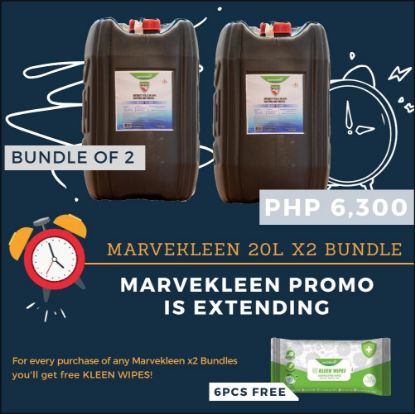 BUNDLE OF 2
PHP 6,300
MARVEKLEEN 20L X2 BUNDLE
MARVEKLEEN PROMO
IS EXTENDING
For every purchase of any Marvekleen x2 Bundles
you'll get free KLEEN WIPES!
KLEEN WIPES
6PCS FREE